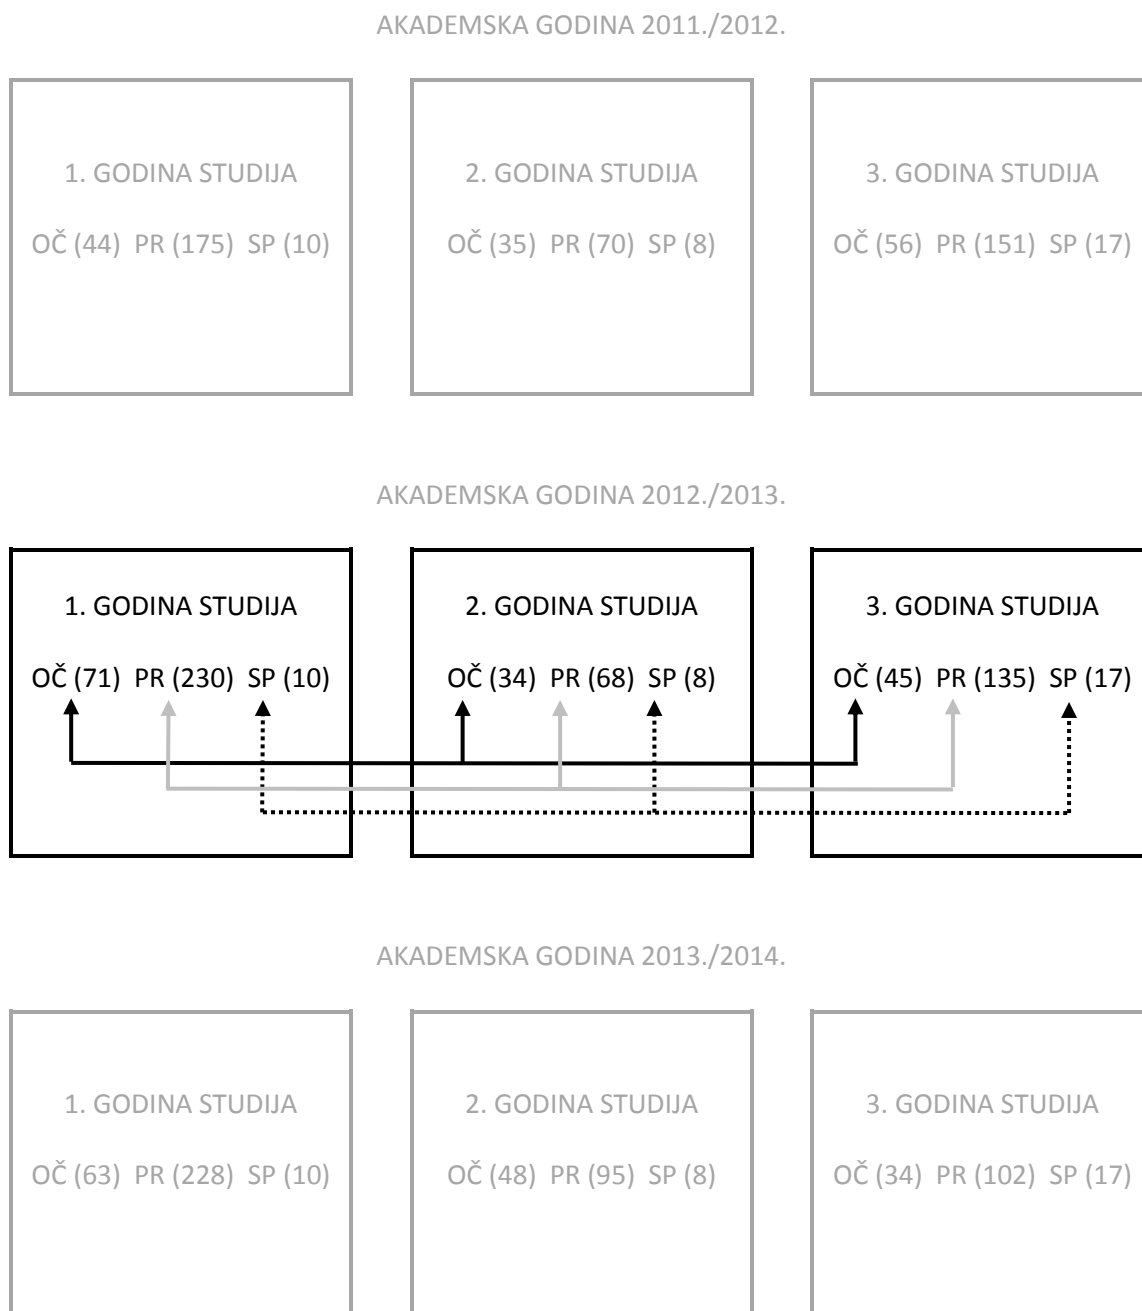 AKADEMSKA GODINA 2011./2012.
1. GODINA STUDIJA
OČ (44) PR (175) SP (10)
2. GODINA STUDIJA
OČ (35) PR (70) SP (8)
3. GODINA STUDIJA
OČ (56) PR (151) SP (17)
AKADEMSKA GODINA 2012./2013.
1. GODINA STUDIJA
OČ (71) PR (230) SP (10)
2. GODINA STUDIJA
OČ (34) PR (68) SP (8)
3. GODINA STUDIJA
OČ (45) PR (135) SP (17)
AKADEMSKA GODINA 2013./2014.
1. GODINA STUDIJA
OČ (63) PR (228) SP (10)
2. GODINA STUDIJA
OČ (48) PR (95) SP (8)
3. GODINA STUDIJA
OČ (34) PR (102) SP (17)